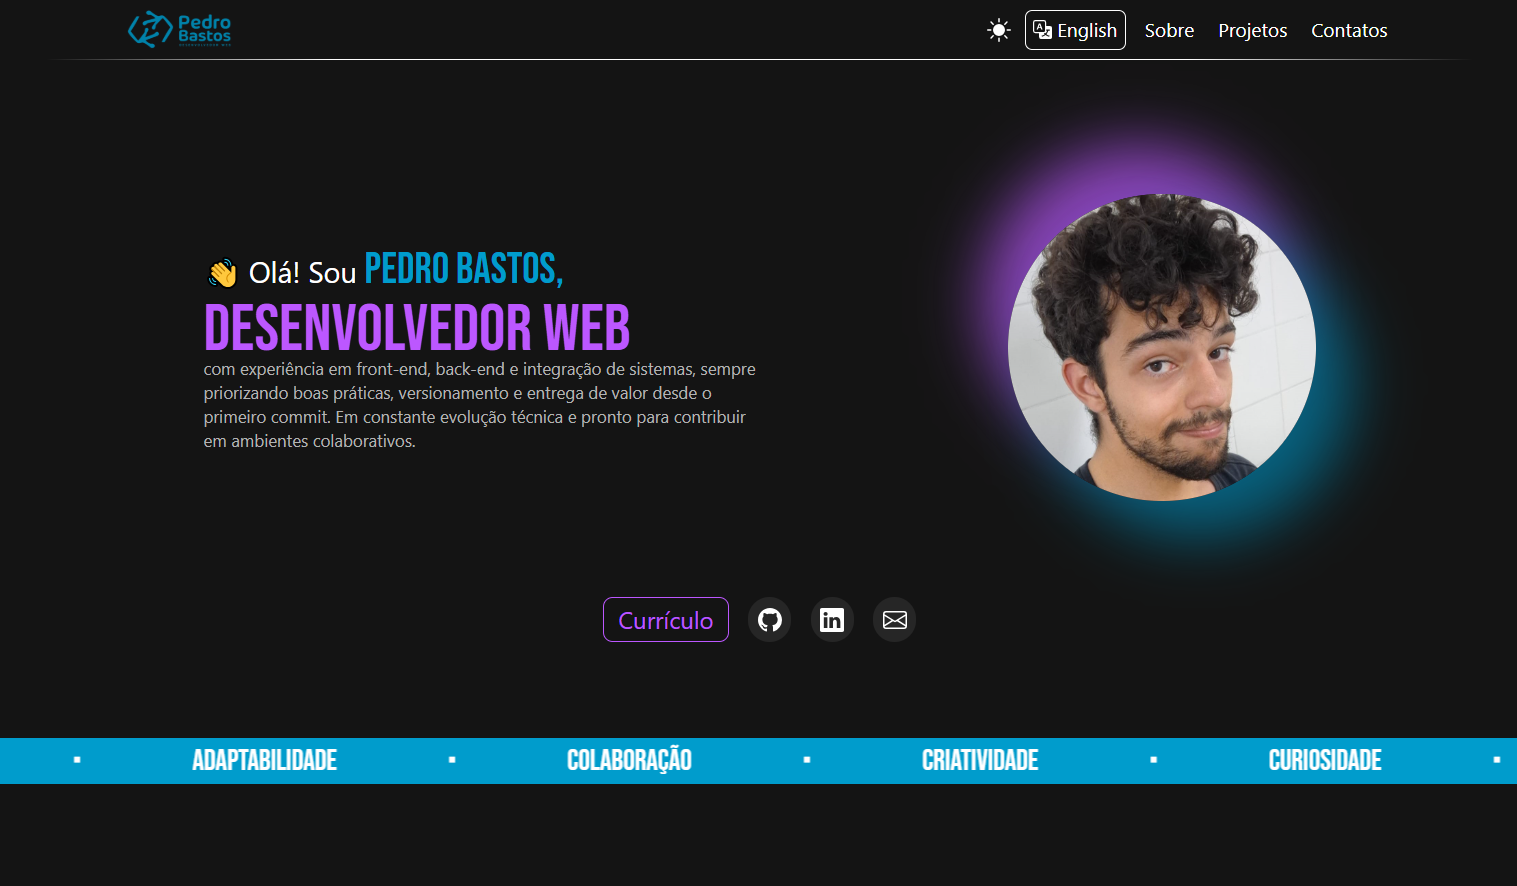 Pedro
Bastos
DESENVOLVEDOR WEB
English
Sobre
Projetos
Contatos
👋 Olá! Sou PEDRO BASTOS,
DESENVOLVEDOR WEB
com experiência em front-end, back-end e integração de sistemas, sempre
priorizando boas práticas, versionamento e entrega de valor desde o
primeiro commit. Em constante evolução técnica e pronto para contribuir
em ambientes colaborativos.
Currículo
ADAPTABILIDADE ▪ COLABORAÇÃO ▪ CRIATIVIDADE ▪ CURIOSIDADE